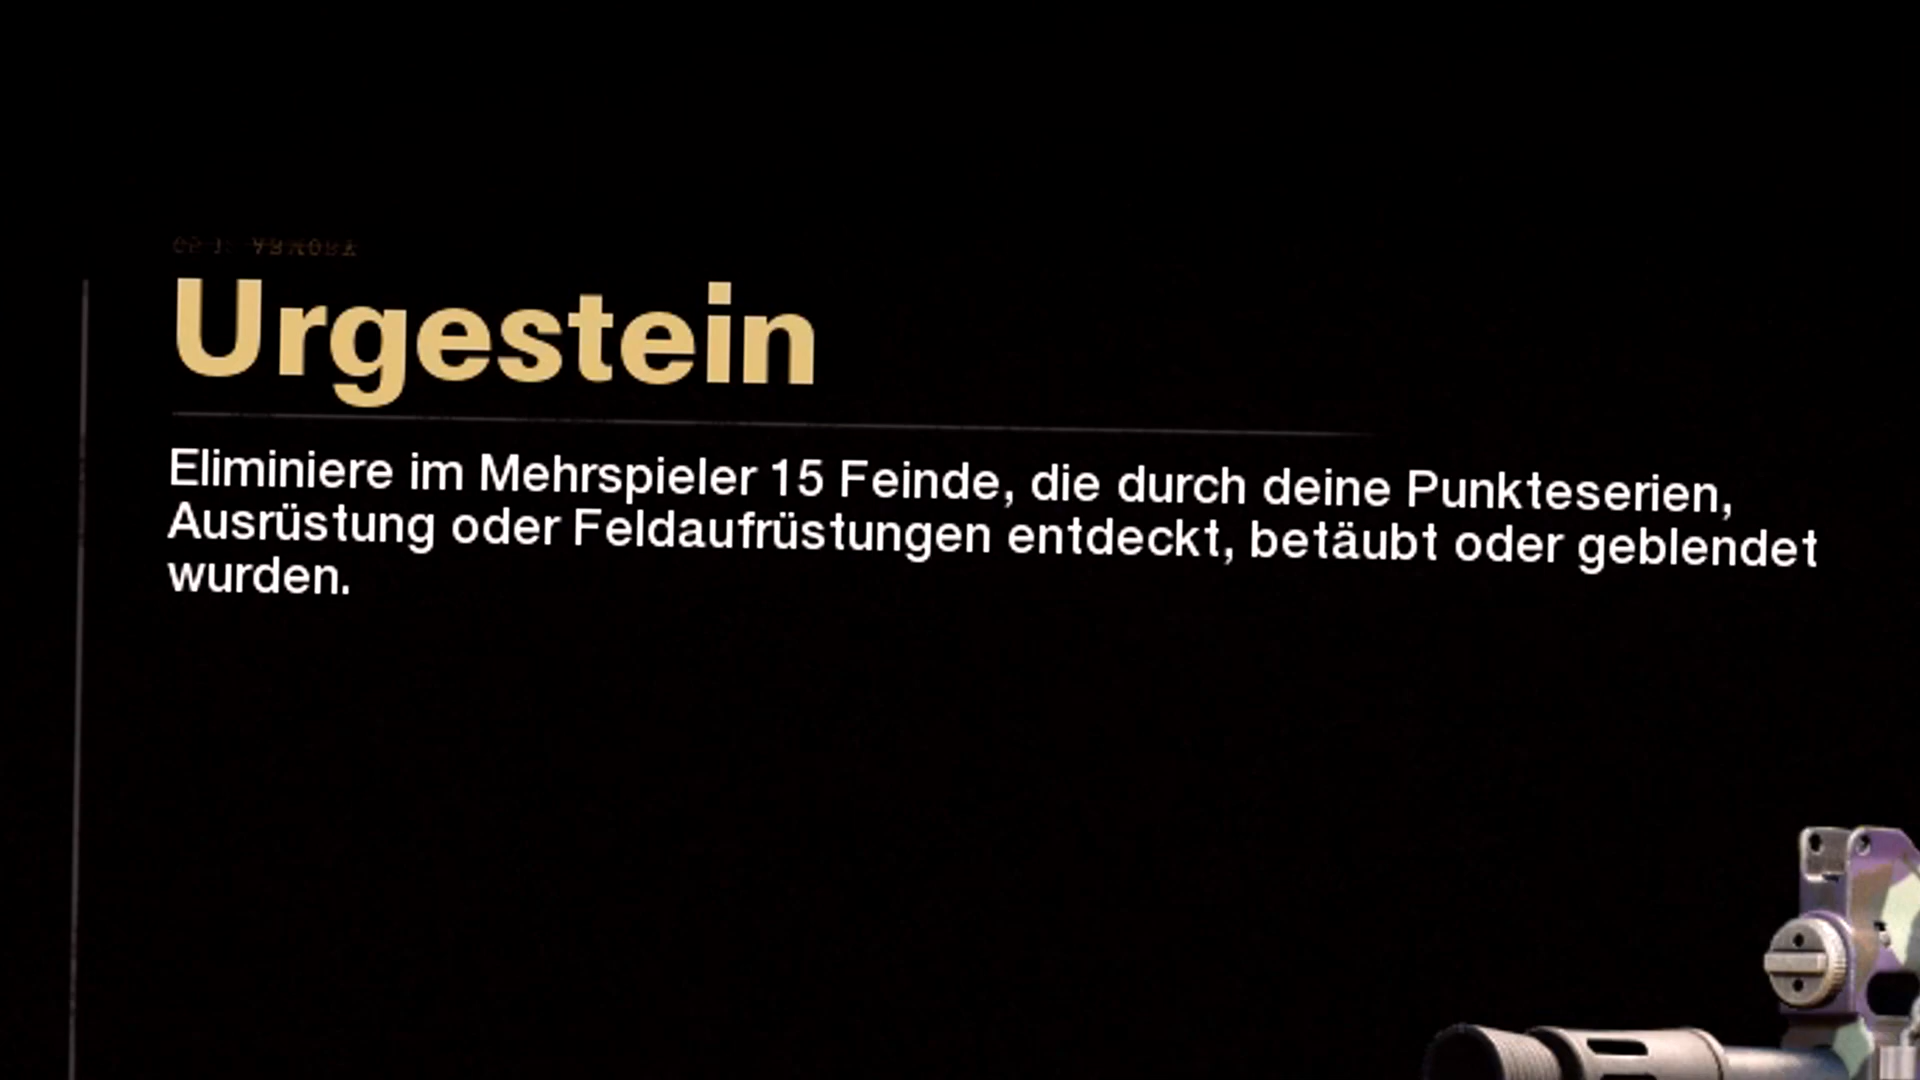 Urgestein
Eliminiere im Mehrspieler 15 Feinde, die durch deine Punkteserien,
Ausrüstung oder Feldaufrüstungen entdeckt, betäubt oder geblendet
wurden.